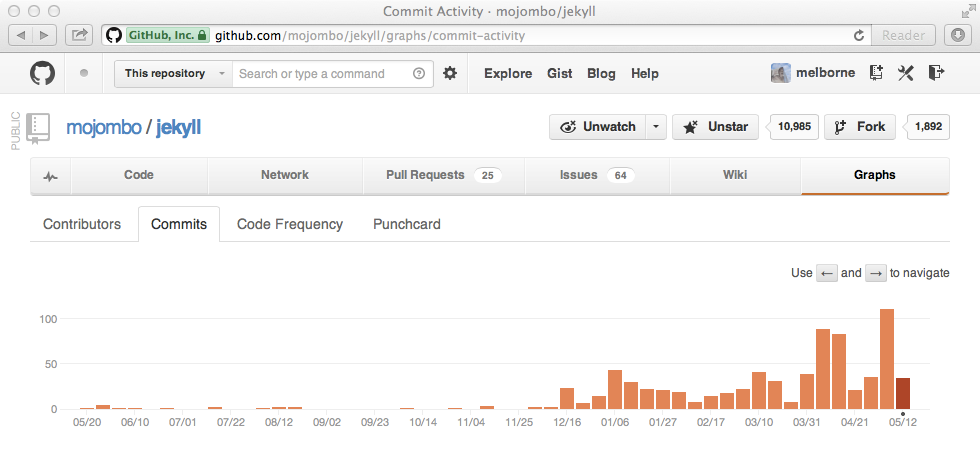 Commit Activity · mojombo/jekyll
GitHub, Inc. github.com/mojombo/jekyll/graphs/commit-activity Reader
This repository Search or type a command Explore Gist Blog Help melborne
PUBLIC mojombo / jekyll Unwatch Unstar 10,985 Fork 1,892
Code Network Pull Requests 25 Issues 64 Wiki Graphs
Contributors Commits Code Frequency Punchcard
Use ← and → to navigate
100
50
0
05/20 06/10 07/01 07/22 08/12 09/02 09/23 10/14 11/04 11/25 12/16 01/06 01/27 02/17 03/10 03/31 04/21 05/12